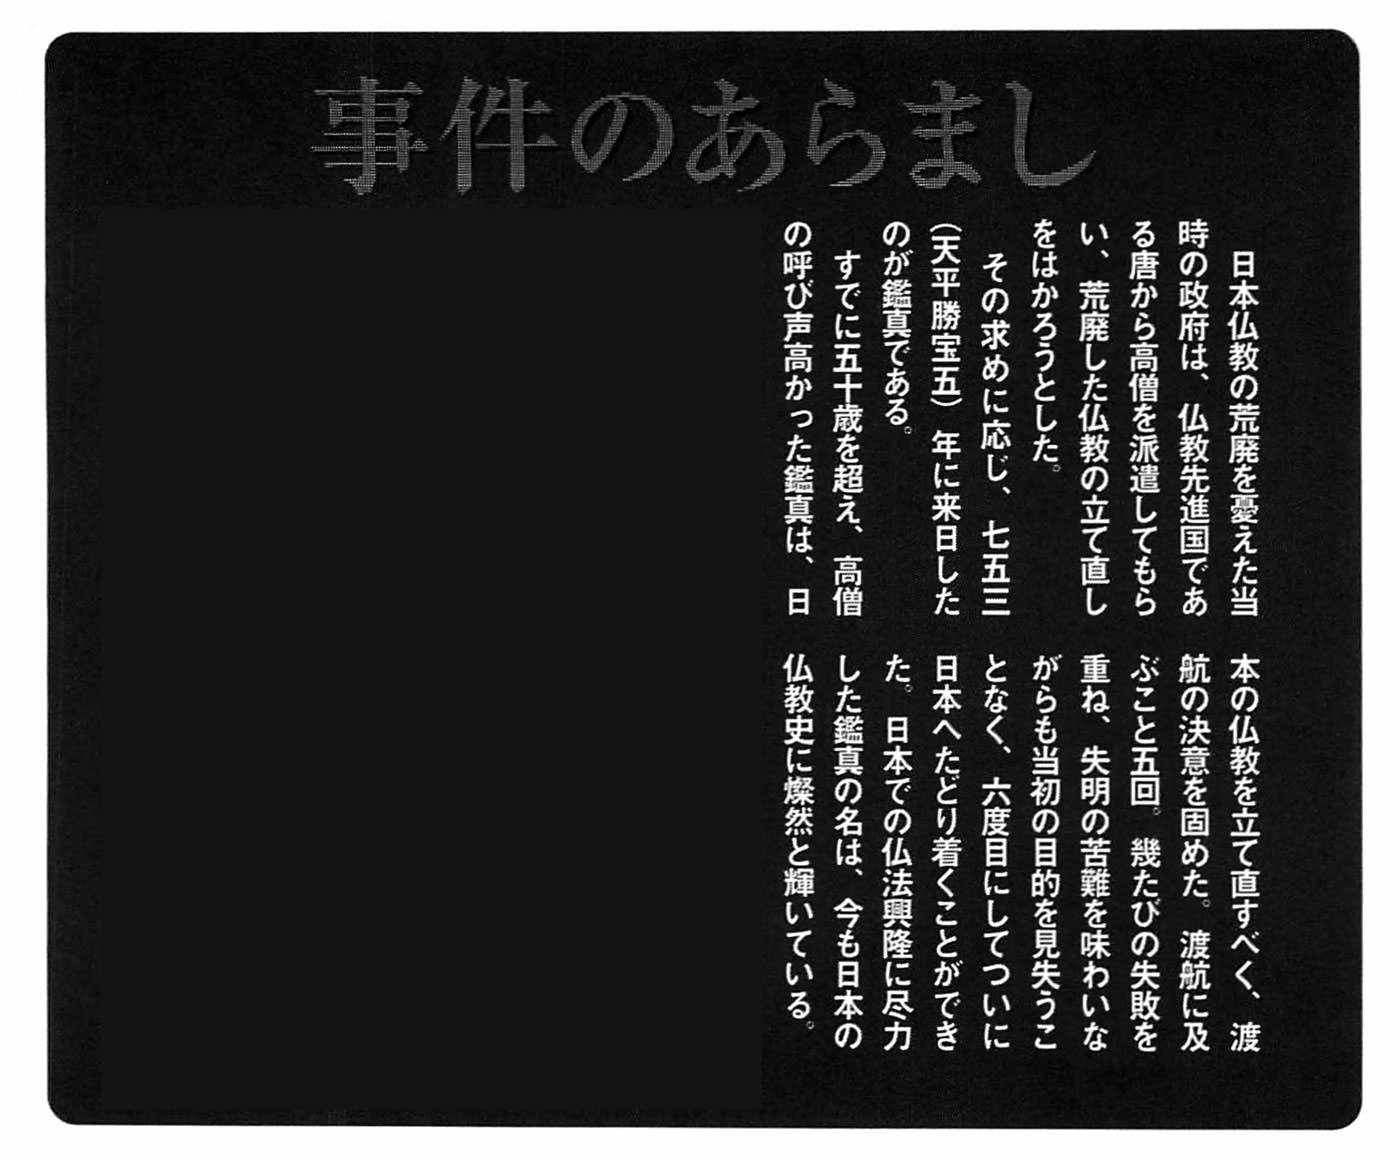 事件のあらまし
日本仏教の荒廃を憂えた当
時の政府は、仏教先進国であ
る唐から高僧を派遣してもら
い、荒廃した仏教の立て直し
をはかろうとした。
その求めに応じ、七五三
（天平勝宝五）年に来日した
のが鑑真である。
すでに五十歳を超え、高僧
の呼び声高かった鑑真は、日
本の仏教を立て直すべく、渡
航の決意を固めた。渡航に及
ぶこと五回。幾たびの失敗を
重ね、失明の苦難を味わいな
がらも当初の目的を見失うこ
となく、六度目にしてついに
日本へたどり着くことができ
た。日本での仏法興隆に尽力
した鑑真の名は、今も日本の
仏教史に燦然と輝いている。